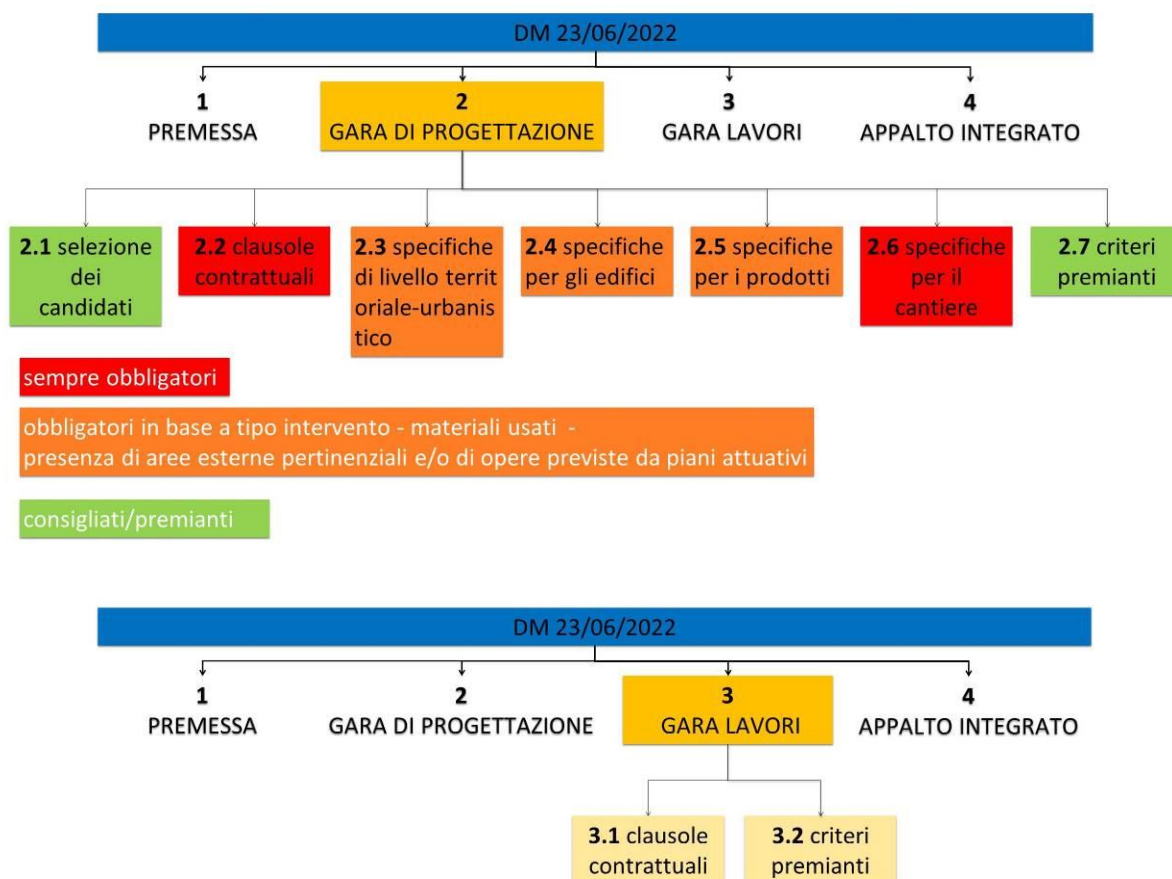 DM 23/06/2022
1
PREMESSA
2
GARA DI PROGETTAZIONE
3
GARA LAVORI
4
APPALTO INTEGRATO
2.1 selezione
dei
candidati
2.2 clausole
contrattuali
2.3 specifiche
di livello territ
oriale-urbanis
tico
2.4 specifiche
per gli edifici
2.5 specifiche
per i prodotti
2.6 specifiche
per il
cantiere
2.7 criteri
premianti
sempre obbligatori
obbligatori in base a tipo intervento - materiali usati -
presenza di aree esterne pertinenziali e/o di opere previste da piani attuativi
consigliati/premianti
DM 23/06/2022
1
PREMESSA
2
GARA DI PROGETTAZIONE
3
GARA LAVORI
4
APPALTO INTEGRATO
3.1 clausole
contrattuali
3.2 criteri
premianti